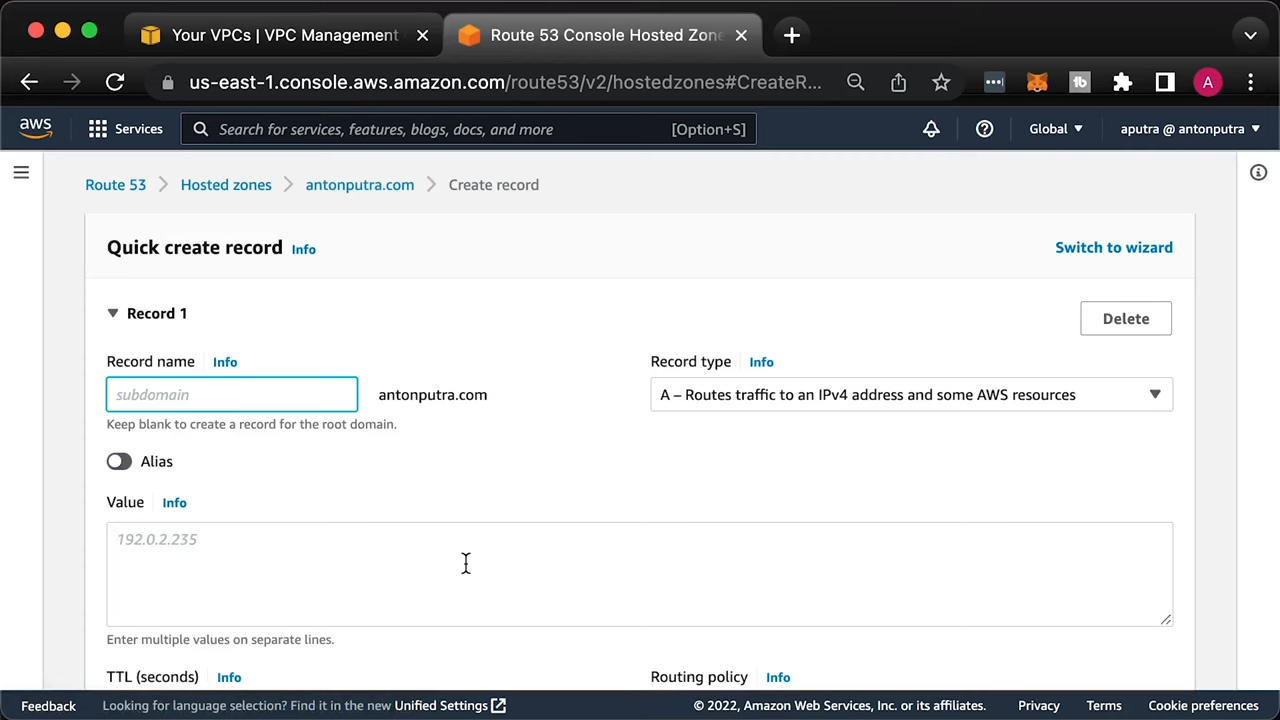 Your VPCs | VPC Management
Route 53 Console Hosted Zone
us-east-1.console.aws.amazon.com/route53/v2/hostedzones#CreateR...
tb
A
aws
Services
Search for services, features, blogs, docs, and more
[Option+S]
Global
aputra @ antonputra
Route 53
Hosted zones
antonputra.com
Create record
Quick create record
Info
Switch to wizard
Record 1
Delete
Record name
Info
Record type
Info
subdomain
antonputra.com
A – Routes traffic to an IPv4 address and some AWS resources
Keep blank to create a record for the root domain.
Alias
Value
Info
192.0.2.235
Enter multiple values on separate lines.
TTL (seconds)
Info
Routing policy
Info
Feedback
Looking for language selection? Find it in the new Unified Settings
© 2022, Amazon Web Services, Inc. or its affiliates.
Privacy
Terms
Cookie preferences